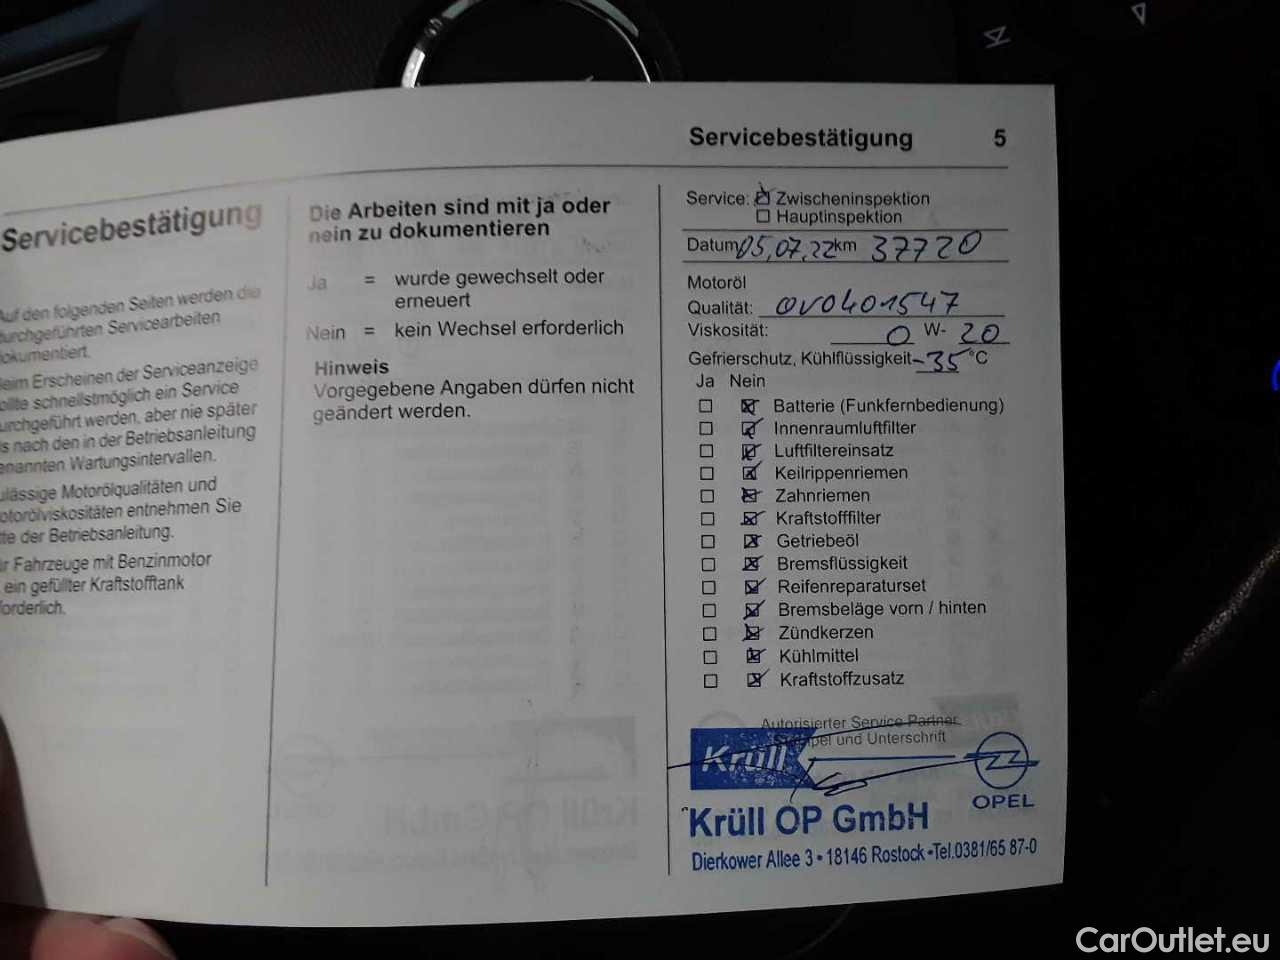 Servicebestätigung 5
Servicebestätigung
Auf den folgenden Seiten werden die
durchgeführten Servicearbeiten
dokumentiert.
Beim Erscheinen der Serviceanzeige
sollte schnellstmöglich ein Service
durchgeführt werden, aber nie später
als nach den in der Betriebsanleitung
genannten Wartungsintervallen.
ulässige Motorölqualitäten und
otorölviskositäten entnehmen Sie
tte der Betriebsanleitung.
ür Fahrzeuge mit Benzinmotor
ein gefüllter Kraftstofftank
forderlich.
Die Arbeiten sind mit ja oder
nein zu dokumentieren
Ja = wurde gewechselt oder
erneuert
Nein = kein Wechsel erforderlich
Hinweis
Vorgegebene Angaben dürfen nicht
geändert werden.
Service: ☒ Zwischeninspektion
☐ Hauptinspektion
Datum 05.07.22 km 37720
Motoröl
Qualität: OV0401547
Viskosität: 0 W- 20
Gefrierschutz, Kühlflüssigkeit -35 °C
Ja Nein
☐ ☒ Batterie (Funkfernbedienung)
☐ ☒ Innenraumluftfilter
☐ ☒ Luftfiltereinsatz
☐ ☒ Keilrippenriemen
☐ ☒ Zahnriemen
☐ ☒ Kraftstofffilter
☐ ☒ Getriebeöl
☐ ☒ Bremsflüssigkeit
☐ ☒ Reifenreparaturset
☐ ☒ Bremsbeläge vorn / hinten
☐ ☒ Zündkerzen
☐ ☒ Kühlmittel
☐ ☒ Kraftstoffzusatz
Autorisierter Service Partner
Stempel und Unterschrift
Krüll
OPEL
Krüll OP GmbH
Dierkower Allee 3 • 18146 Rostock • Tel.0381/65 87-0
CarOutlet.eu